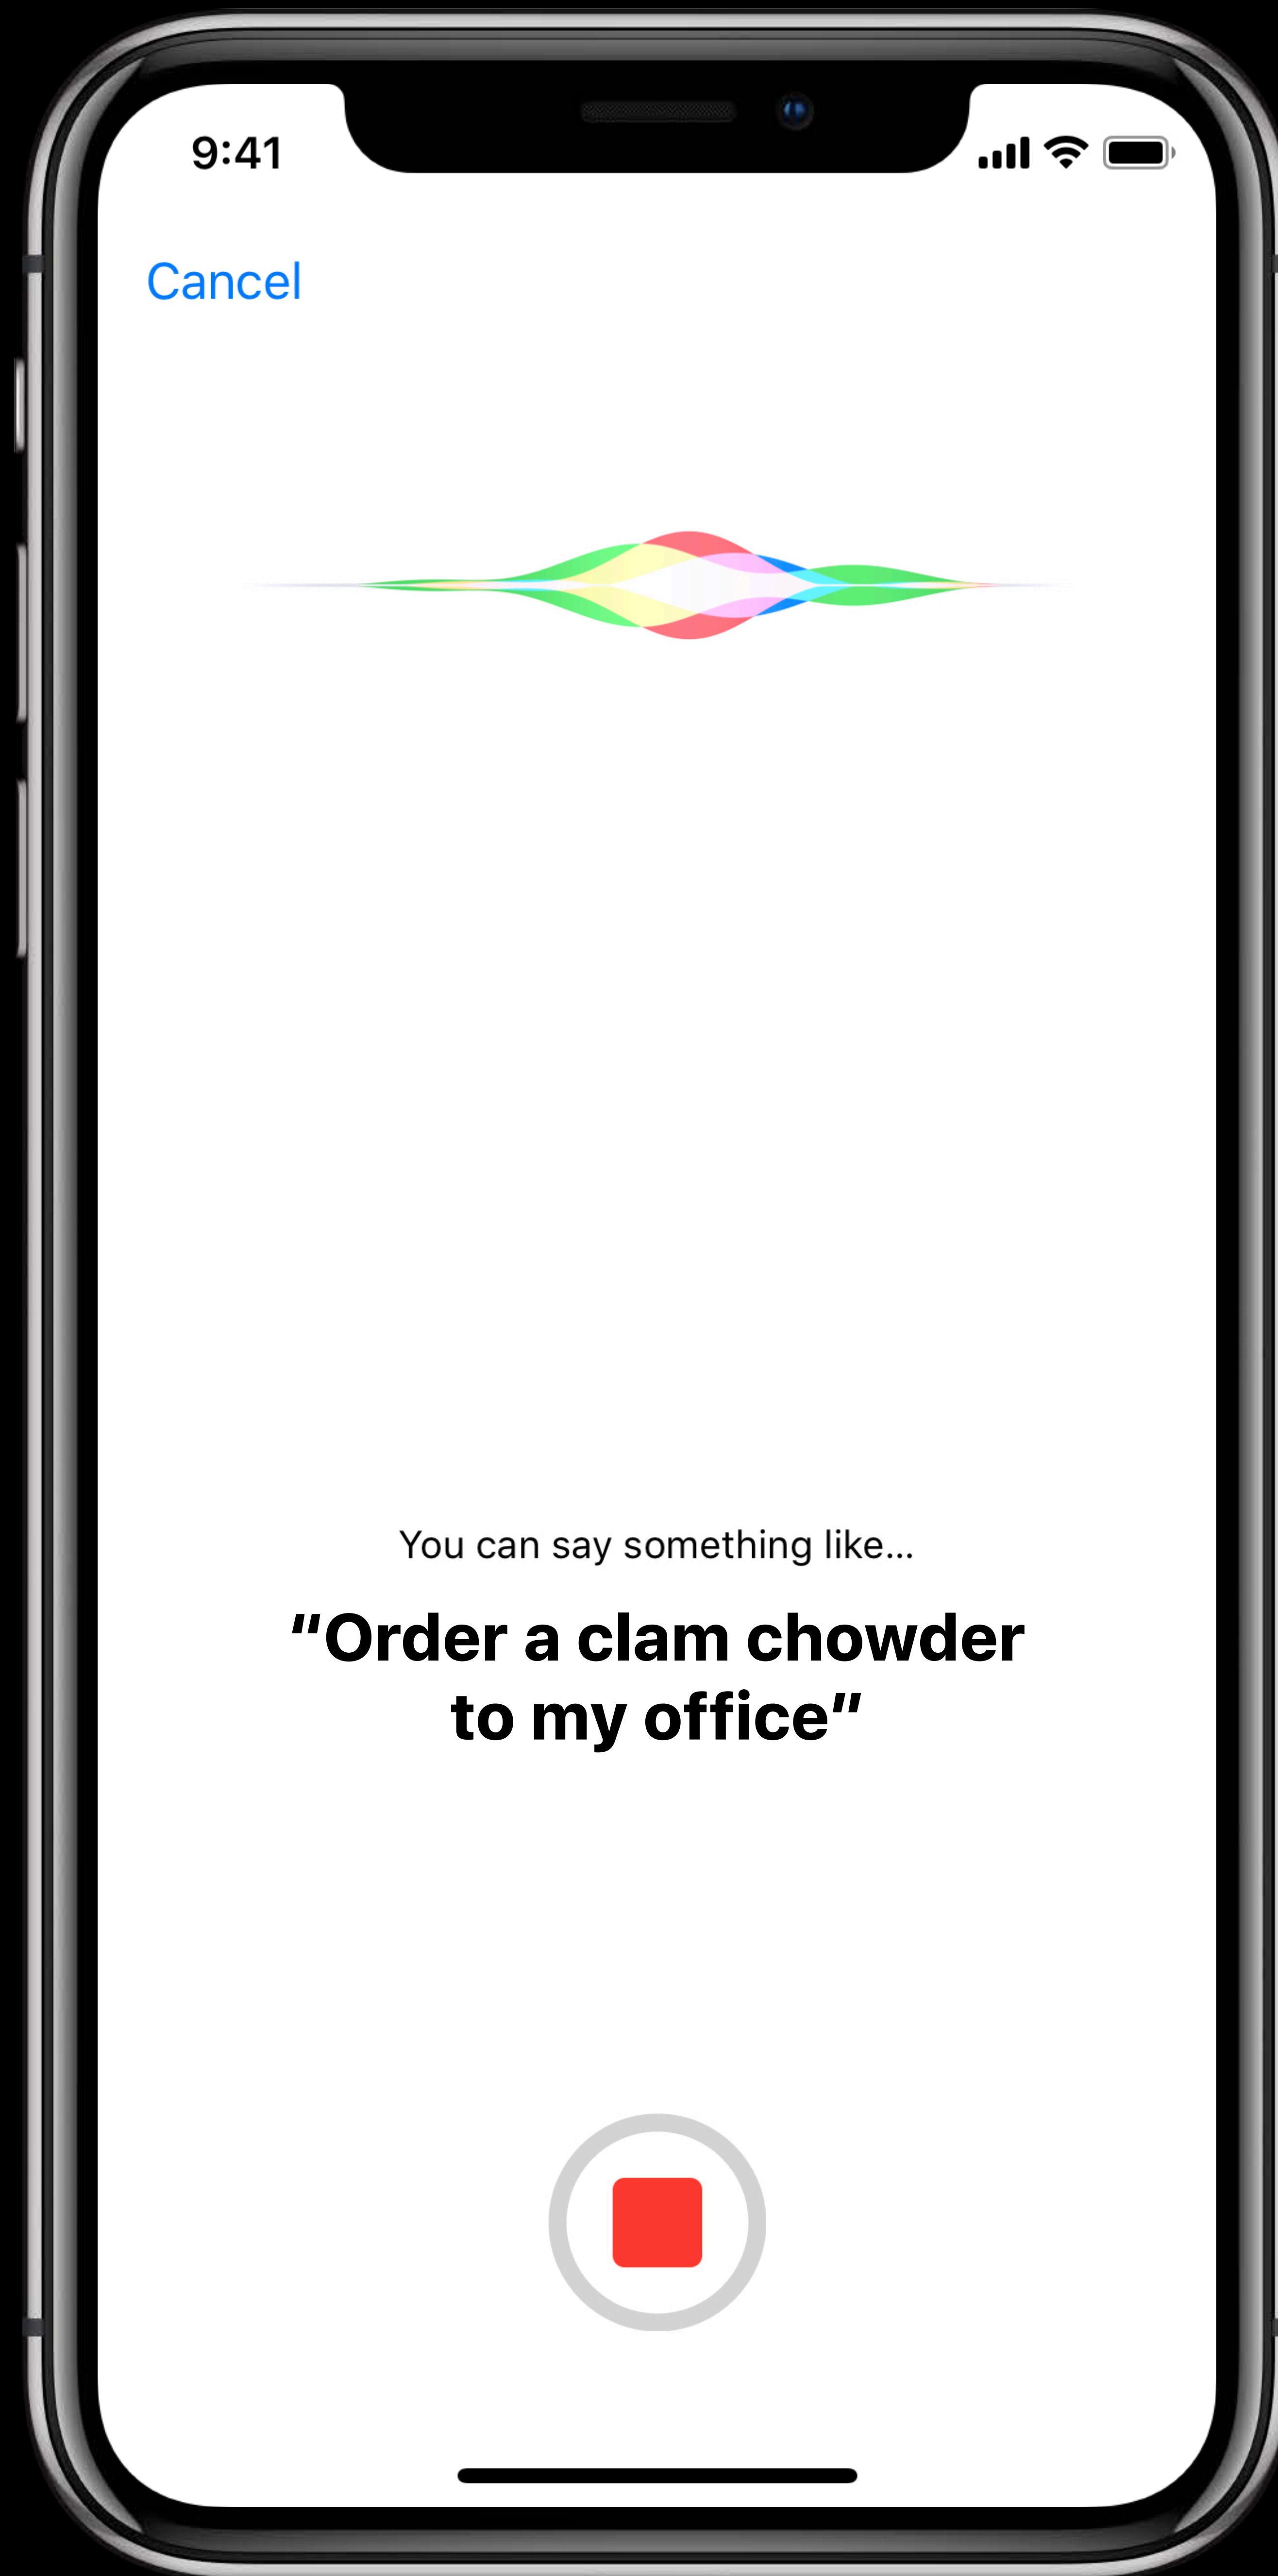 9:41
Cancel
You can say something like...
"Order a clam chowder
to my office"